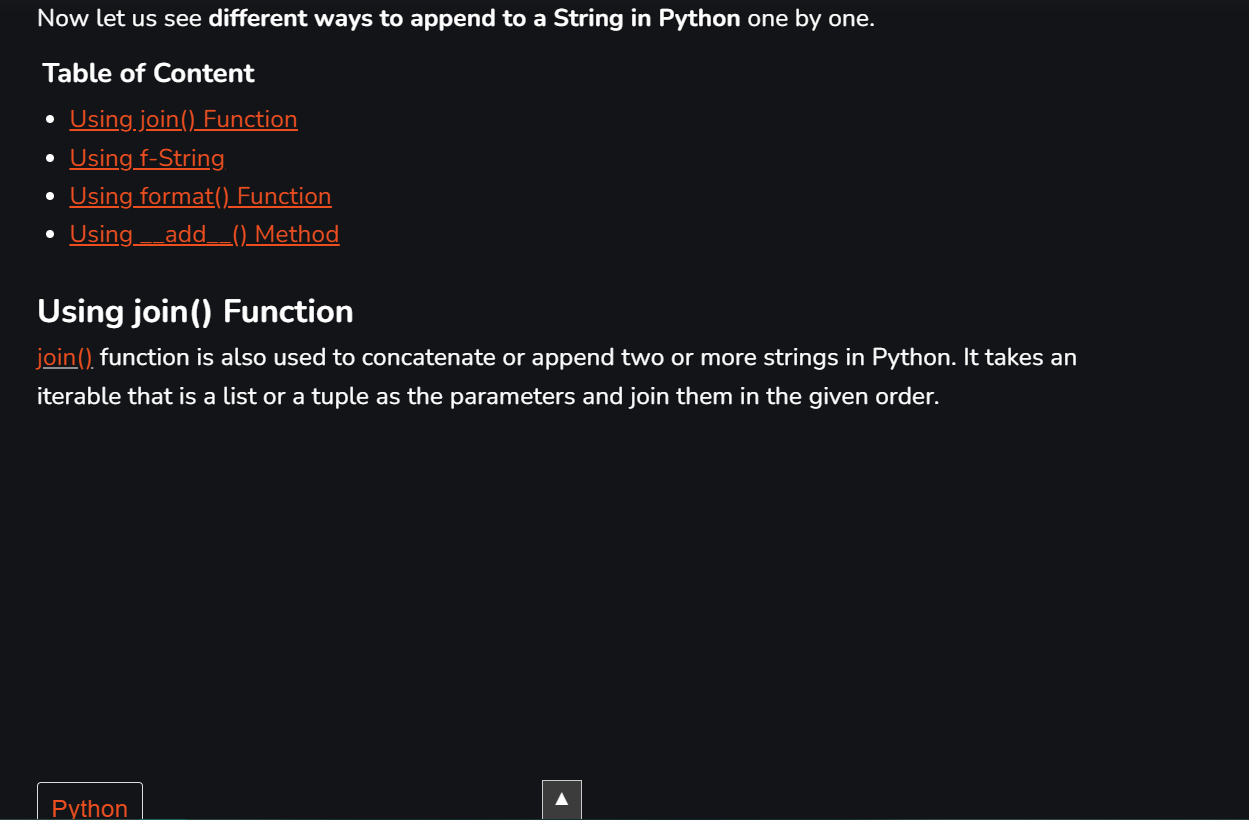 Now let us see different ways to append to a String in Python one by one.
Table of Content
Using join() Function
Using f-String
Using format() Function
Using __add__() Method
Using join() Function
join() function is also used to concatenate or append two or more strings in Python. It takes an
iterable that is a list or a tuple as the parameters and join them in the given order.
Python